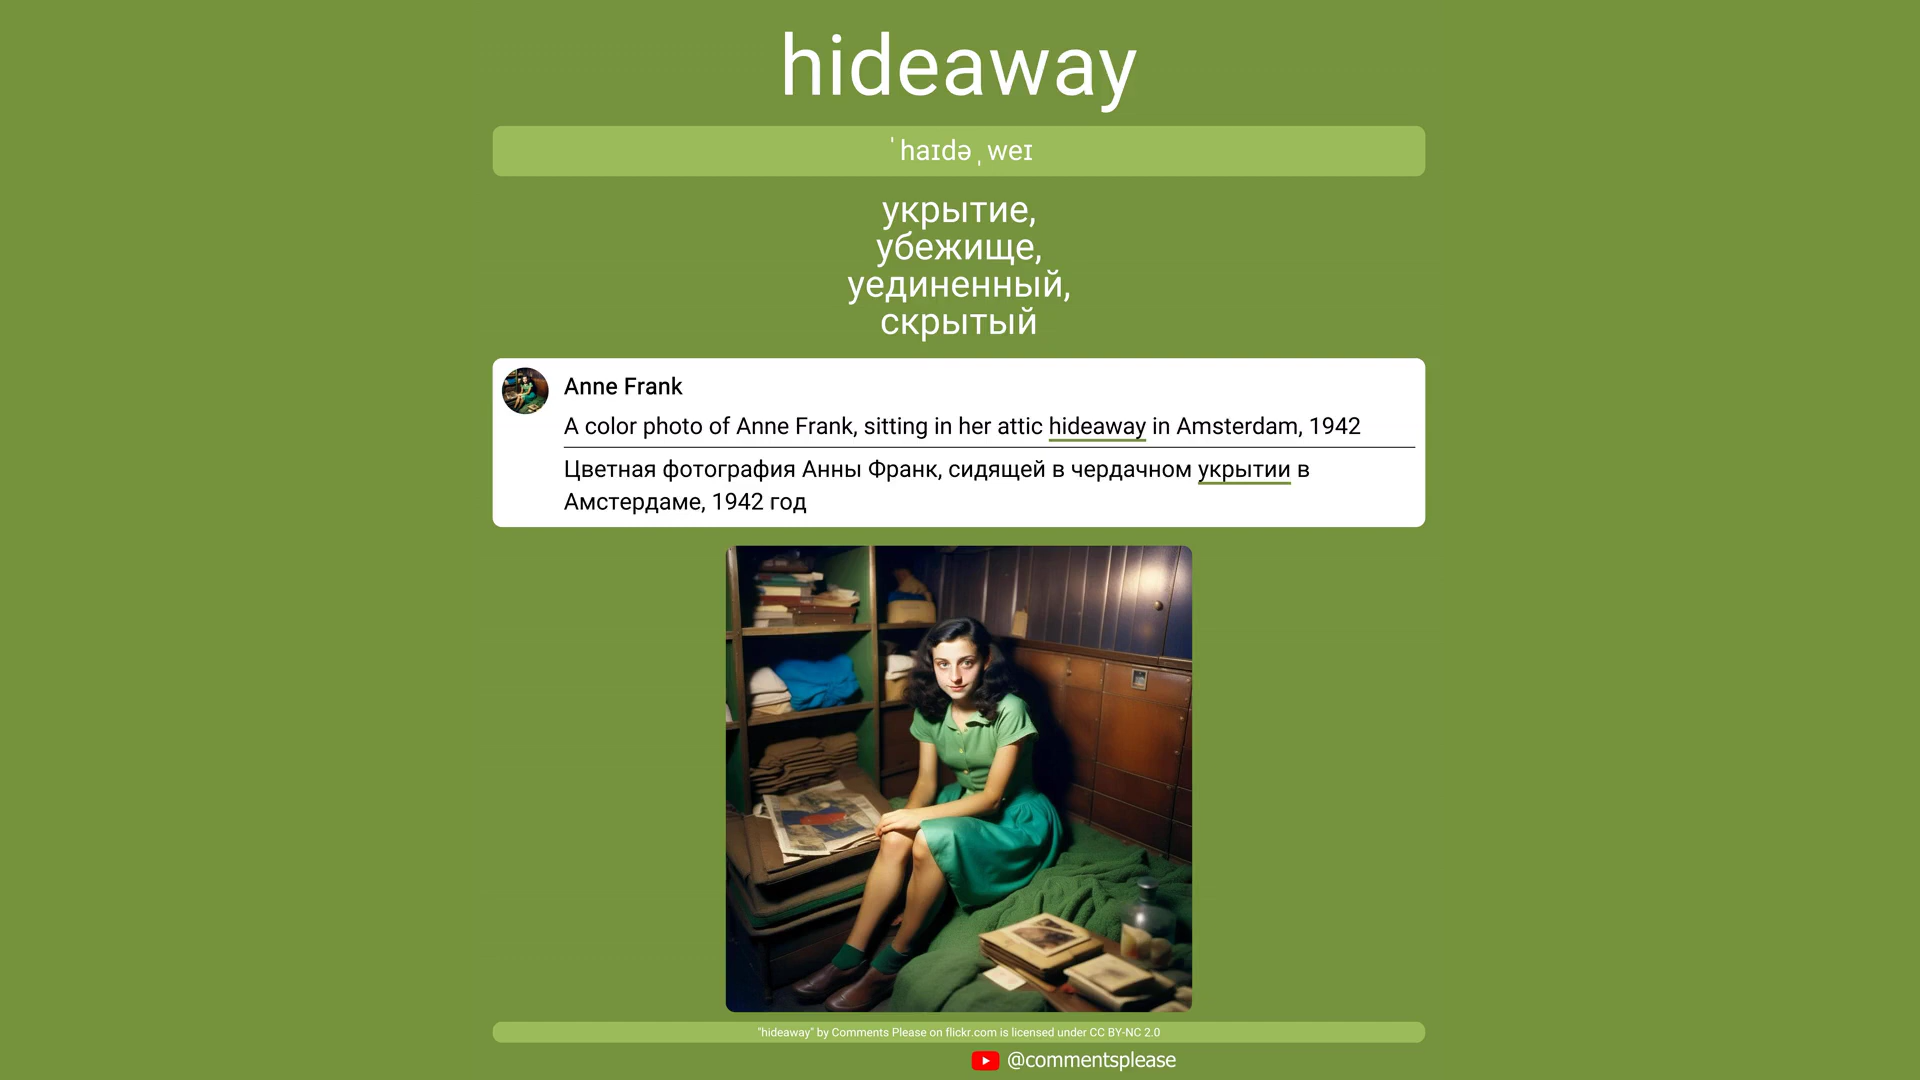 hideaway
ˈhaɪdəˌweɪ
укрытие,
убежище,
уединенный,
скрытый
Anne Frank
A color photo of Anne Frank, sitting in her attic hideaway in Amsterdam, 1942
Цветная фотография Анны Франк, сидящей в чердачном укрытии в
Амстердаме, 1942 год
"hideaway" by Comments Please on flickr.com is licensed under CC BY-NC 2.0
@commentsplease